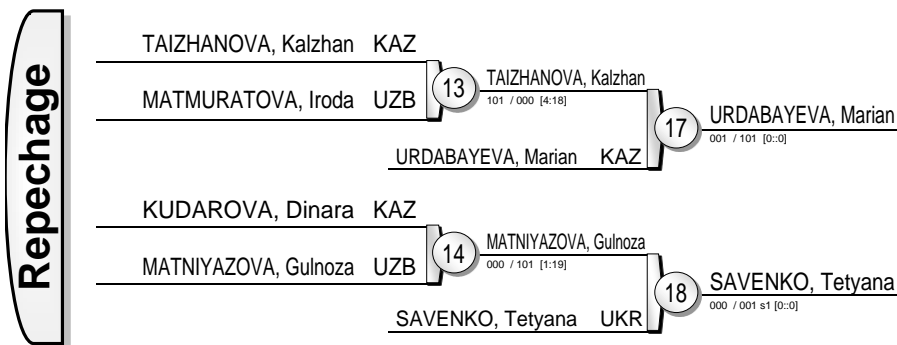 Repechage
TAIZHANOVA, Kalzhan KAZ
MATMURATOVA, Iroda UZB
13
TAIZHANOVA, Kalzhan
101 / 000 [4:18]
URDABAYEVA, Marian KAZ
17
URDABAYEVA, Marian
001 / 101 [0::0]
KUDAROVA, Dinara KAZ
MATNIYAZOVA, Gulnoza UZB
14
MATNIYAZOVA, Gulnoza
000 / 101 [1:19]
SAVENKO, Tetyana UKR
18
SAVENKO, Tetyana
000 / 001 s1 [0::0]